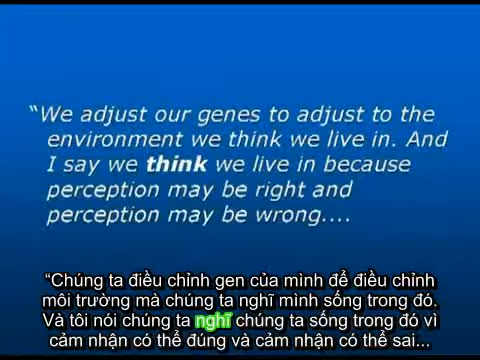 “We adjust our genes to adjust to the
environment we think we live in. And
I say we think we live in because
perception may be right and
perception may be wrong....
“Chúng ta điều chỉnh gen của mình để điều chỉnh
môi trường mà chúng ta nghĩ mình sống trong đó.
Và tôi nói chúng ta nghĩ chúng ta sống trong đó vì
cảm nhận có thể đúng và cảm nhận có thể sai...